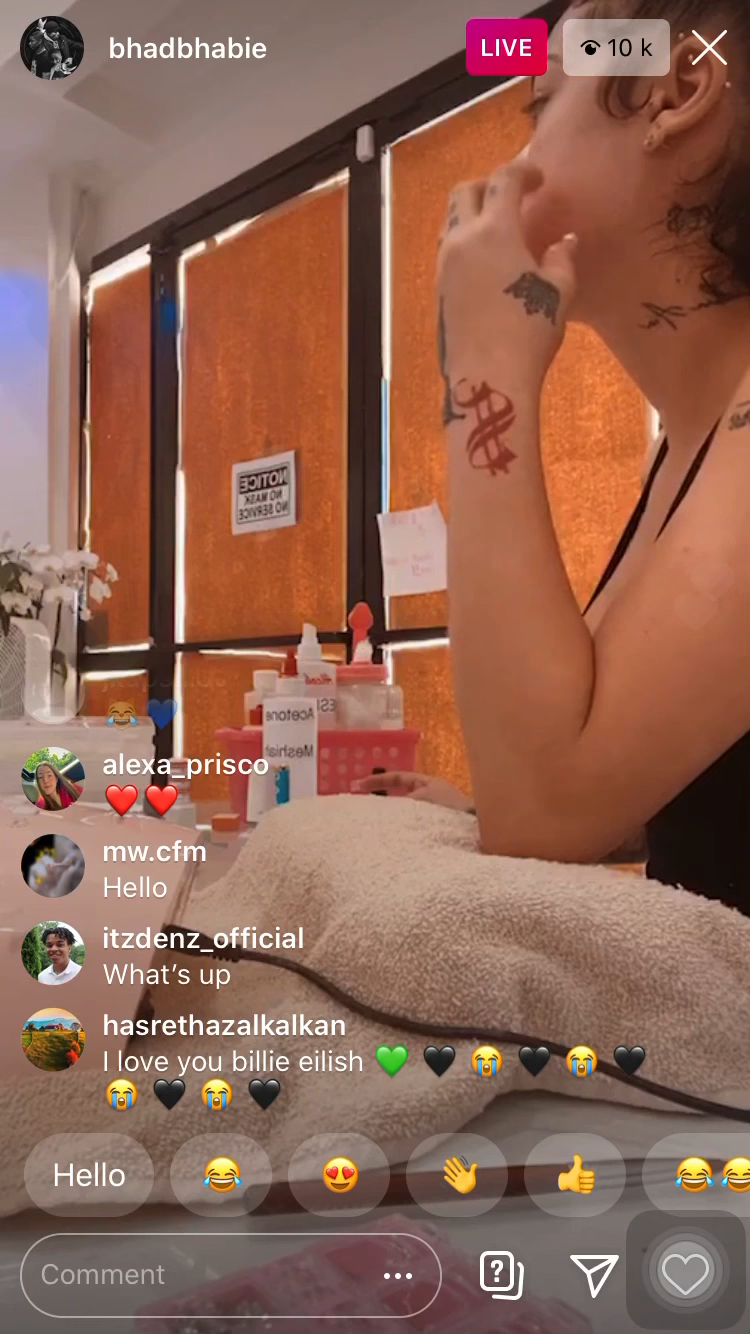 bhadbhabie
LIVE
10 k
NOTICE
NO MASK
NO SERVICE
Acetone
alexa_prisco
❤️❤️
mw.cfm
Hello
itzdenz_official
What’s up
hasrethazalkalkan
I love you billie eilish 💚 🖤 😭 🖤 😭 🖤
😭 🖤 😭 🖤
Hello
Comment